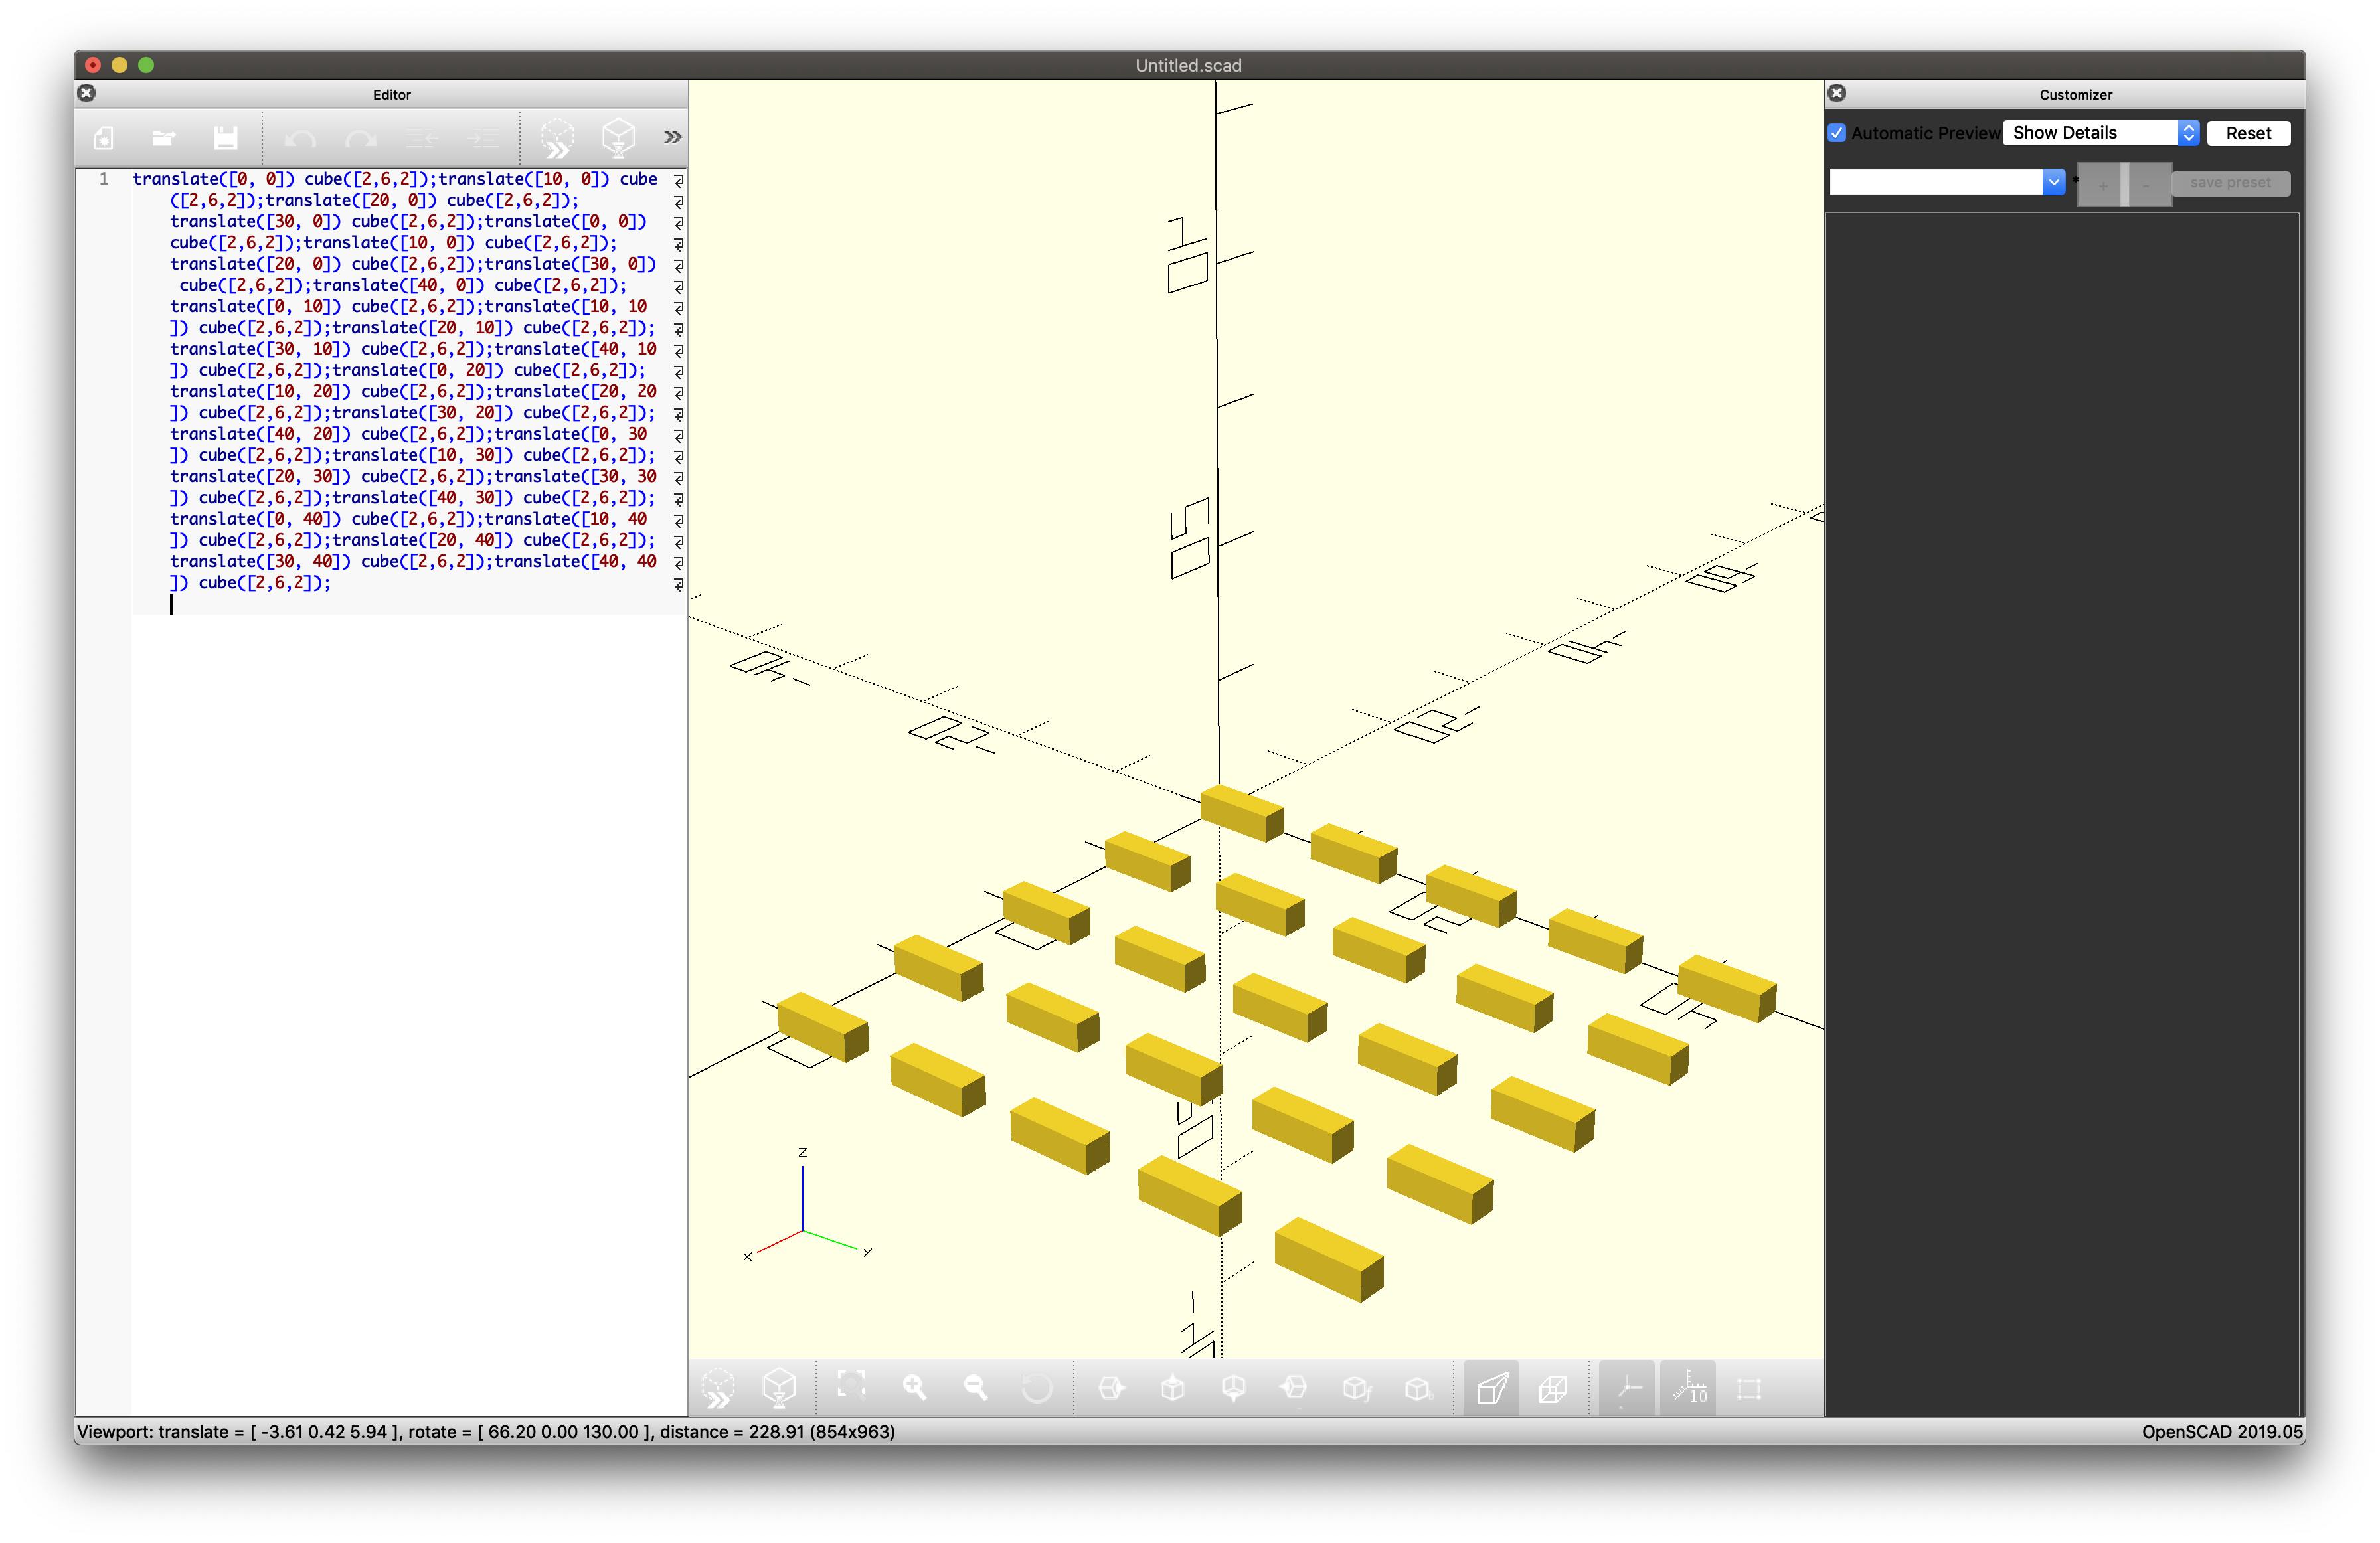 Untitled.scad
Editor
1 translate([0, 0]) cube([2,6,2]);translate([10, 0]) cube
([2,6,2]);translate([20, 0]) cube([2,6,2]);
translate([30, 0]) cube([2,6,2]);translate([0, 0])
cube([2,6,2]);translate([10, 0]) cube([2,6,2]);
translate([20, 0]) cube([2,6,2]);translate([30, 0])
cube([2,6,2]);translate([40, 0]) cube([2,6,2]);
translate([0, 10]) cube([2,6,2]);translate([10, 10
]) cube([2,6,2]);translate([20, 10]) cube([2,6,2]);
translate([30, 10]) cube([2,6,2]);translate([40, 10
]) cube([2,6,2]);translate([0, 20]) cube([2,6,2]);
translate([10, 20]) cube([2,6,2]);translate([20, 20
]) cube([2,6,2]);translate([30, 20]) cube([2,6,2]);
translate([40, 20]) cube([2,6,2]);translate([0, 30
]) cube([2,6,2]);translate([10, 30]) cube([2,6,2]);
translate([20, 30]) cube([2,6,2]);translate([30, 30
]) cube([2,6,2]);translate([40, 30]) cube([2,6,2]);
translate([0, 40]) cube([2,6,2]);translate([10, 40
]) cube([2,6,2]);translate([20, 40]) cube([2,6,2]);
translate([30, 40]) cube([2,6,2]);translate([40, 40
]) cube([2,6,2]);
100
50
-40
-20
-20
-40
-60
20
40
Z
X
Y
10
Customizer
Automatic Preview Show Details Reset
* + - save preset
Viewport: translate = [ -3.61 0.42 5.94 ], rotate = [ 66.20 0.00 130.00 ], distance = 228.91 (854x963)
OpenSCAD 2019.05